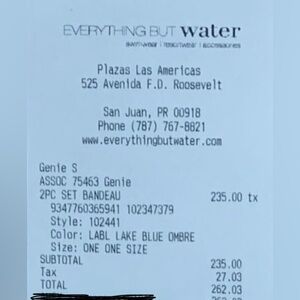 EVERYTHING BUT water
swimwear | resortwear | accessories
Plazas Las Americas
525 Avenida F.D. Roosevelt
San Juan, PR 00918
Phone (787) 767-8821
www.everythingbutwater.com
Genie S
ASSOC 75463 Genie
2PC SET BANDEAU 235.00 tx
9347760365941 102347379
Style: 102441
Color: LABL LAKE BLUE OMBRE
Size: ONE ONE SIZE
SUBTOTAL 235.00
Tax 27.03
TOTAL 262.03